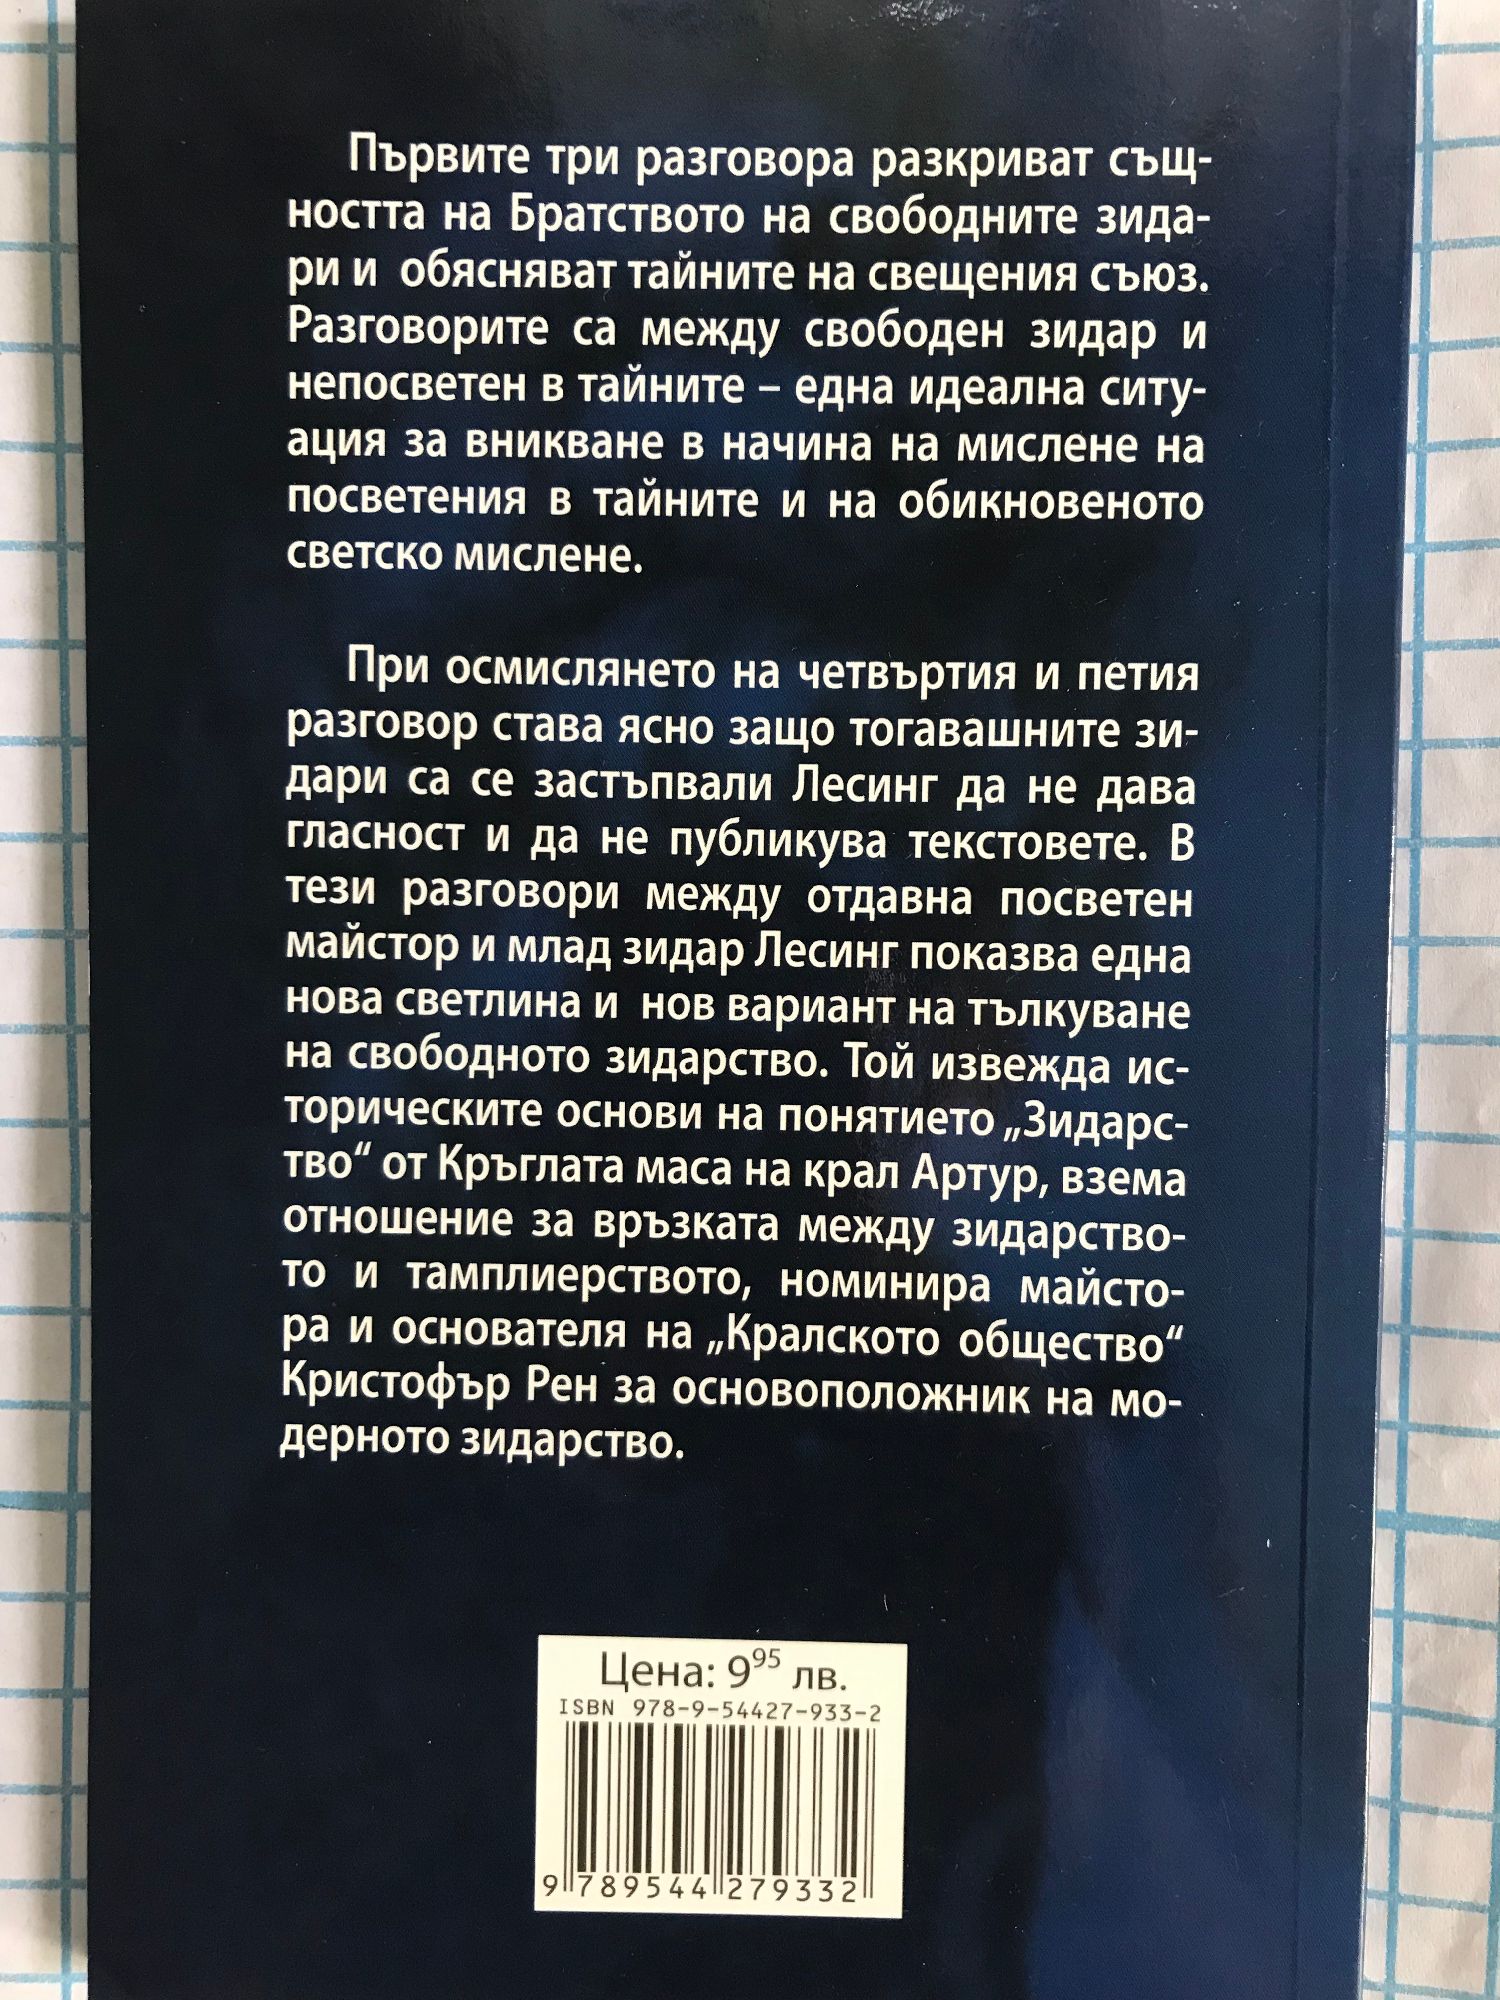 Първите три разговора разкриват същ-
ността на Братството на свободните зида-
ри и обясняват тайните на свещения съюз.
Разговорите са между свободен зидар и
непосветен в тайните – една идеална ситу-
ация за вникване в начина на мислене на
посветения в тайните и на обикновеното
светско мислене.
При осмислянето на четвъртия и петия
разговор става ясно защо тогавашните зи-
дари са се застъпвали Лесинг да не дава
гласност и да не публикува текстовете. В
тези разговори между отдавна посветен
майстор и млад зидар Лесинг показва една
нова светлина и нов вариант на тълкуване
на свободното зидарство. Той извежда ис-
торическите основи на понятието „Зидарс-
тво“ от Кръглата маса на крал Артур, взема
отношение за връзката между зидарство-
то и тамплиерството, номинира майсто-
ра и основателя на „Кралското общество“
Кристофър Рен за основоположник на мо-
дерното зидарство.
Цена: 9⁹⁵ лв.
ISBN 978-9-54427-933-2
9 789544 279332